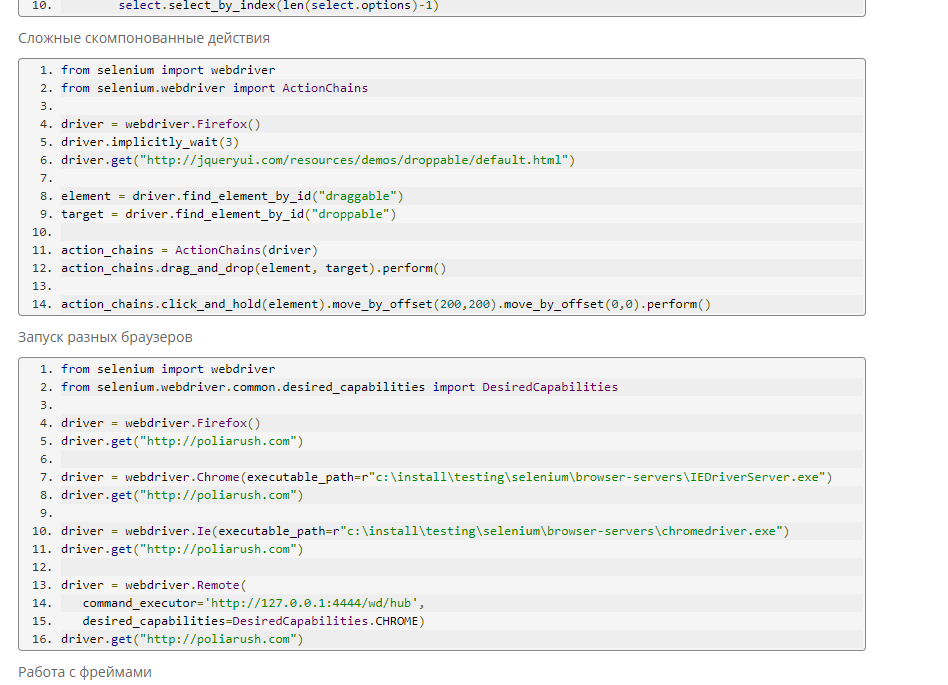 10.         select.select_by_index(len(select.options)-1)
Сложные скомпонованные действия
1. from selenium import webdriver
2. from selenium.webdriver import ActionChains
3.
4. driver = webdriver.Firefox()
5. driver.implicitly_wait(3)
6. driver.get("http://jqueryui.com/resources/demos/droppable/default.html")
7.
8. element = driver.find_element_by_id("draggable")
9. target = driver.find_element_by_id("droppable")
10.
11. action_chains = ActionChains(driver)
12. action_chains.drag_and_drop(element, target).perform()
13.
14. action_chains.click_and_hold(element).move_by_offset(200,200).move_by_offset(0,0).perform()
Запуск разных браузеров
1. from selenium import webdriver
2. from selenium.webdriver.common.desired_capabilities import DesiredCapabilities
3.
4. driver = webdriver.Firefox()
5. driver.get("http://poliarush.com")
6.
7. driver = webdriver.Chrome(executable_path=r"c:\install\testing\selenium\browser-servers\IEDriverServer.exe")
8. driver.get("http://poliarush.com")
9.
10. driver = webdriver.Ie(executable_path=r"c:\install\testing\selenium\browser-servers\chromedriver.exe")
11. driver.get("http://poliarush.com")
12.
13. driver = webdriver.Remote(
14.    command_executor='http://127.0.0.1:4444/wd/hub',
15.    desired_capabilities=DesiredCapabilities.CHROME)
16. driver.get("http://poliarush.com")
Работа с фреймами